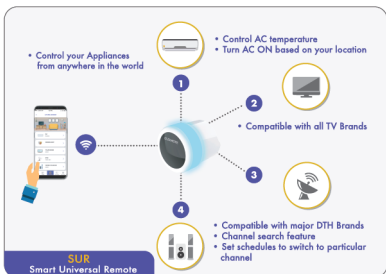 • Control AC temperature
• Turn AC ON based on your location
• Control your Appliances
from anywhere in the world
1
2
• Compatible with all TV Brands
3
4
• Compatible with major DTH Brands
• Channel search feature
• Set schedules to switch to particular
channel
SUR
Smart Universal Remote